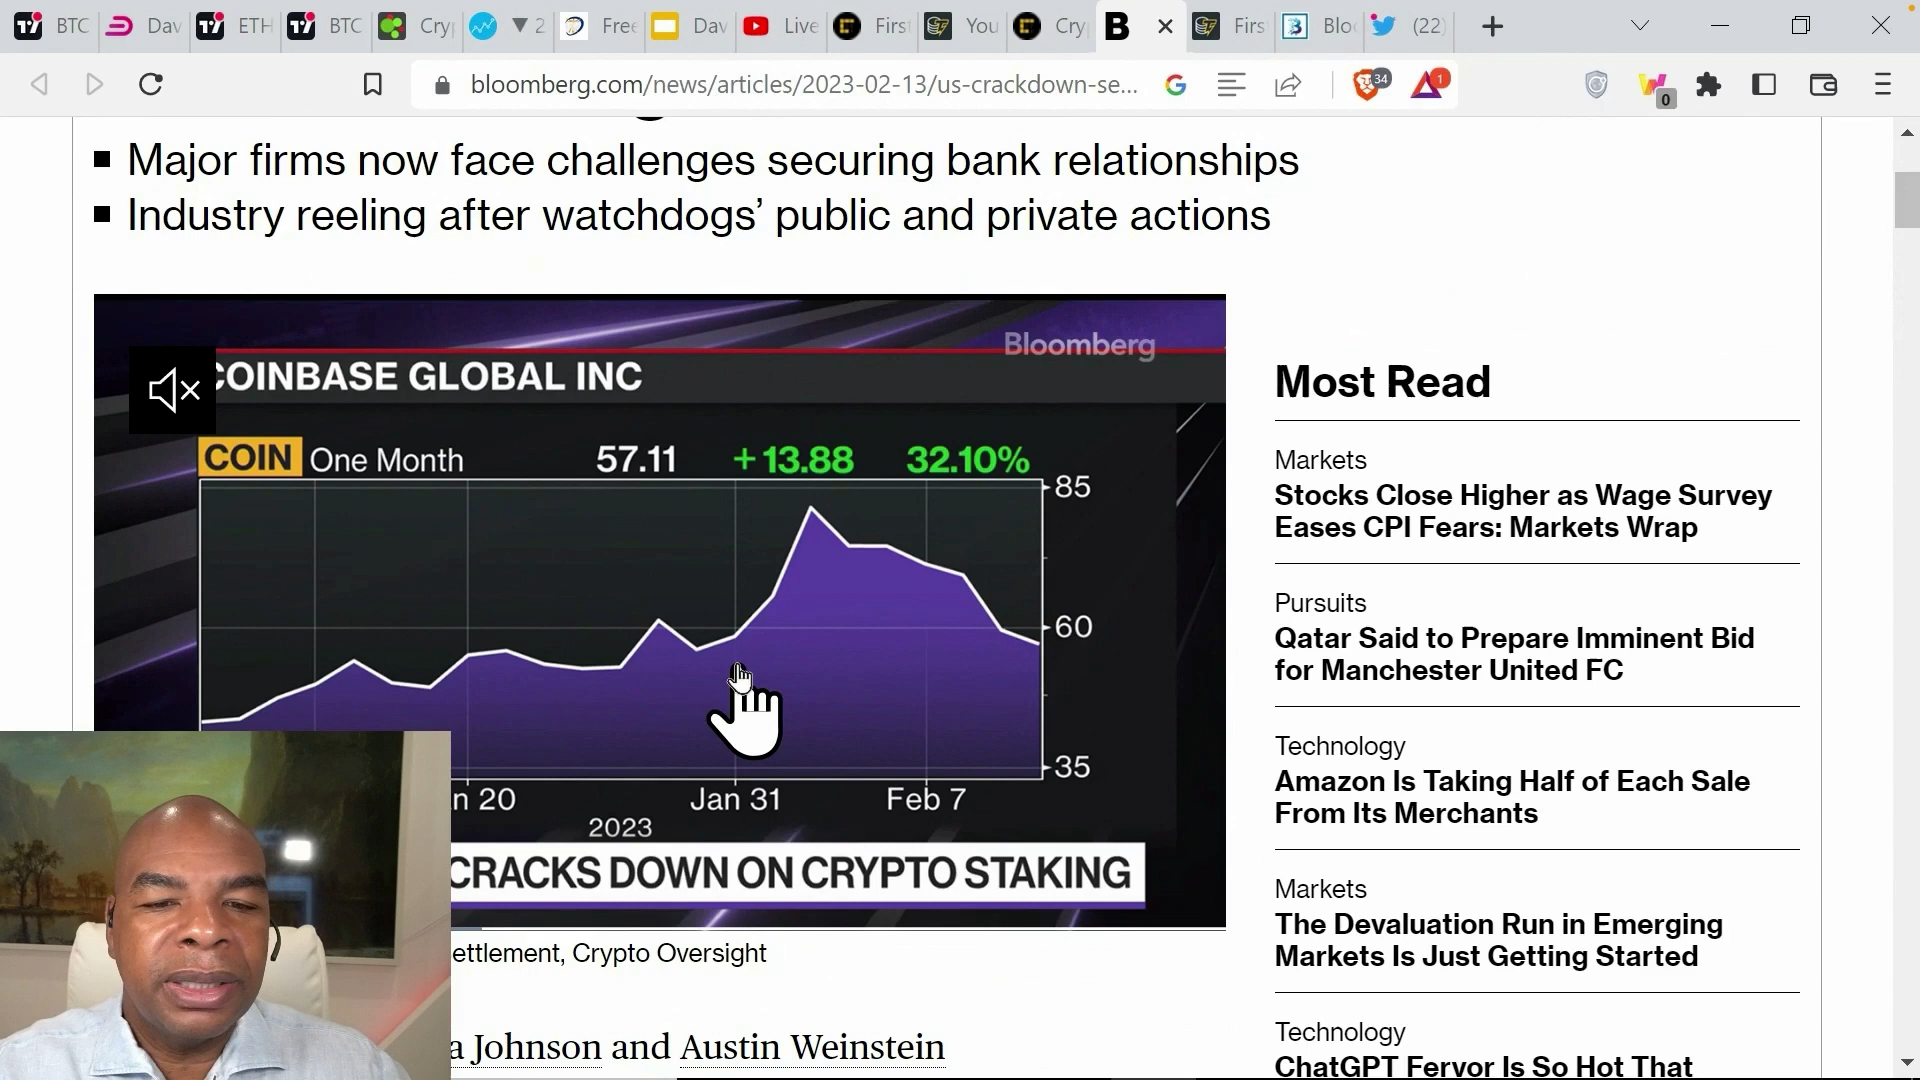 BTC
Dav
ETH
BTC
Cry
▼ 2
Free
Dav
Live
First
You
Cry
B
Firs
Bloc
(22)
bloomberg.com/news/articles/2023-02-13/us-crackdown-se...
34
1
0
Major firms now face challenges securing bank relationships
Industry reeling after watchdogs’ public and private actions
Bloomberg
COINBASE GLOBAL INC
COIN One Month 57.11 +13.88 32.10%
85
60
35
n 20 Jan 31 Feb 7
2023
CRACKS DOWN ON CRYPTO STAKING
ettlement, Crypto Oversight
a Johnson and Austin Weinstein
Most Read
Markets
Stocks Close Higher as Wage Survey
Eases CPI Fears: Markets Wrap
Pursuits
Qatar Said to Prepare Imminent Bid
for Manchester United FC
Technology
Amazon Is Taking Half of Each Sale
From Its Merchants
Markets
The Devaluation Run in Emerging
Markets Is Just Getting Started
Technology
ChatGPT Fervor Is So Hot That